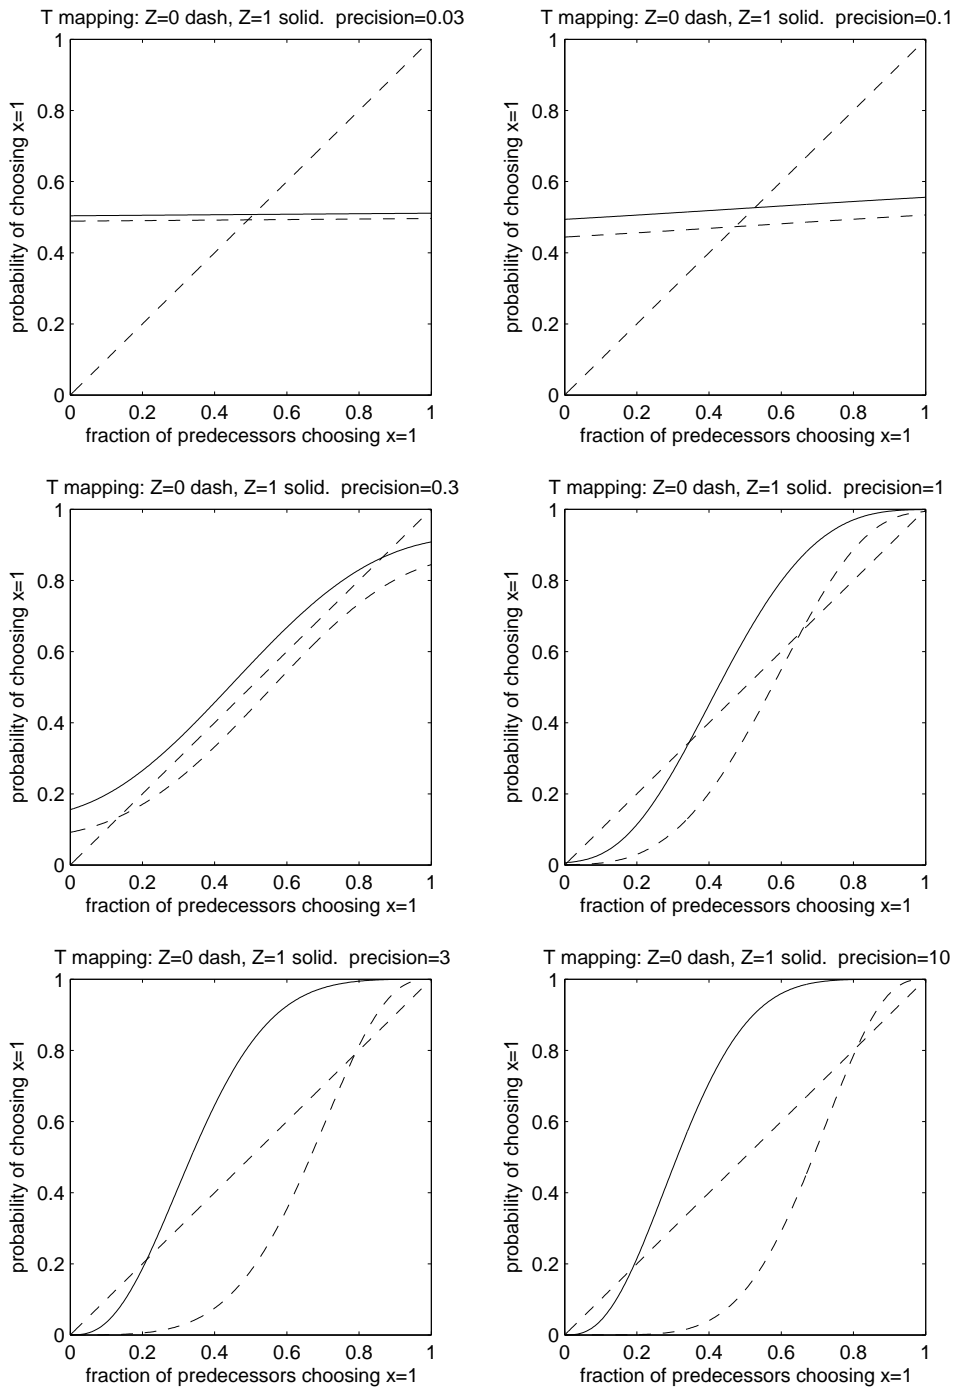 T mapping: Z=0 dash, Z=1 solid.  precision=0.03
1
0.8
0.6
0.4
0.2
0
probability of choosing x=1
0 0.2 0.4 0.6 0.8 1
fraction of predecessors choosing x=1
T mapping: Z=0 dash, Z=1 solid.  precision=0.1
1
0.8
0.6
0.4
0.2
0
probability of choosing x=1
0 0.2 0.4 0.6 0.8 1
fraction of predecessors choosing x=1
T mapping: Z=0 dash, Z=1 solid.  precision=0.3
1
0.8
0.6
0.4
0.2
0
probability of choosing x=1
0 0.2 0.4 0.6 0.8 1
fraction of predecessors choosing x=1
T mapping: Z=0 dash, Z=1 solid.  precision=1
1
0.8
0.6
0.4
0.2
0
probability of choosing x=1
0 0.2 0.4 0.6 0.8 1
fraction of predecessors choosing x=1
T mapping: Z=0 dash, Z=1 solid.  precision=3
1
0.8
0.6
0.4
0.2
0
probability of choosing x=1
0 0.2 0.4 0.6 0.8 1
fraction of predecessors choosing x=1
T mapping: Z=0 dash, Z=1 solid.  precision=10
1
0.8
0.6
0.4
0.2
0
probability of choosing x=1
0 0.2 0.4 0.6 0.8 1
fraction of predecessors choosing x=1